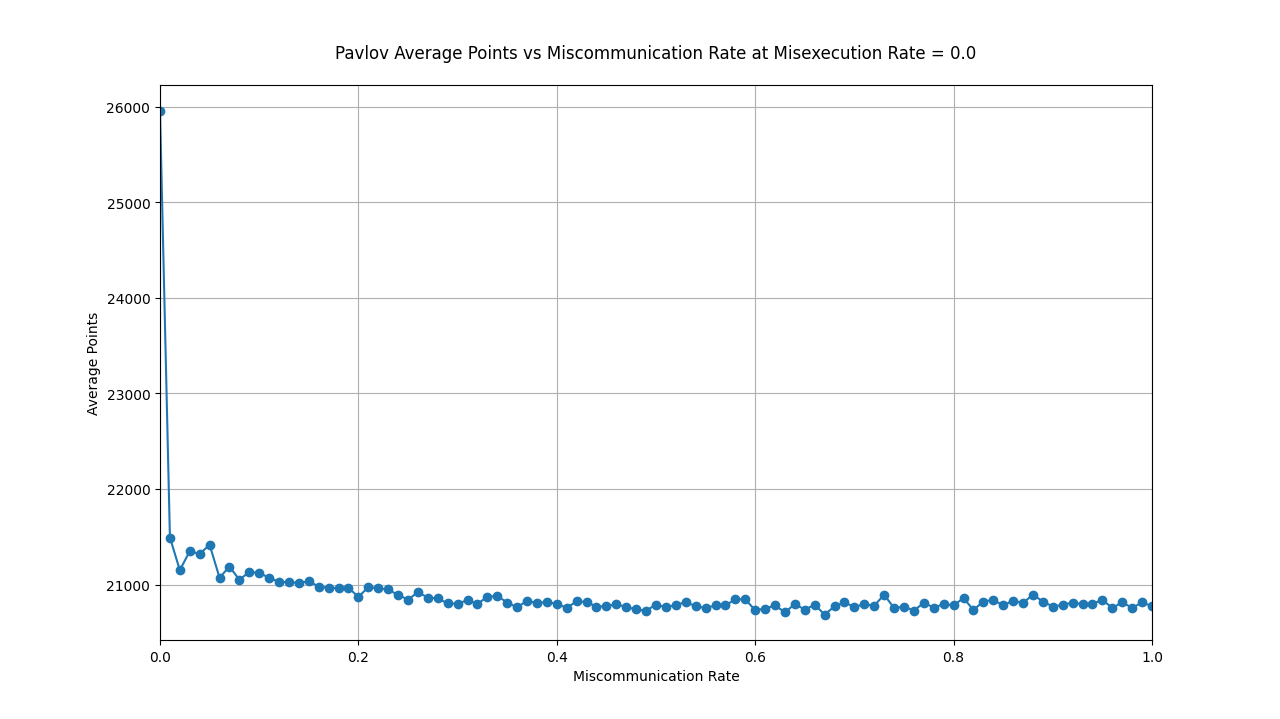 Pavlov Average Points vs Miscommunication Rate at Misexecution Rate = 0.0
26000
25000
24000
23000
22000
21000
Average Points
0.0 0.2 0.4 0.6 0.8 1.0
Miscommunication Rate